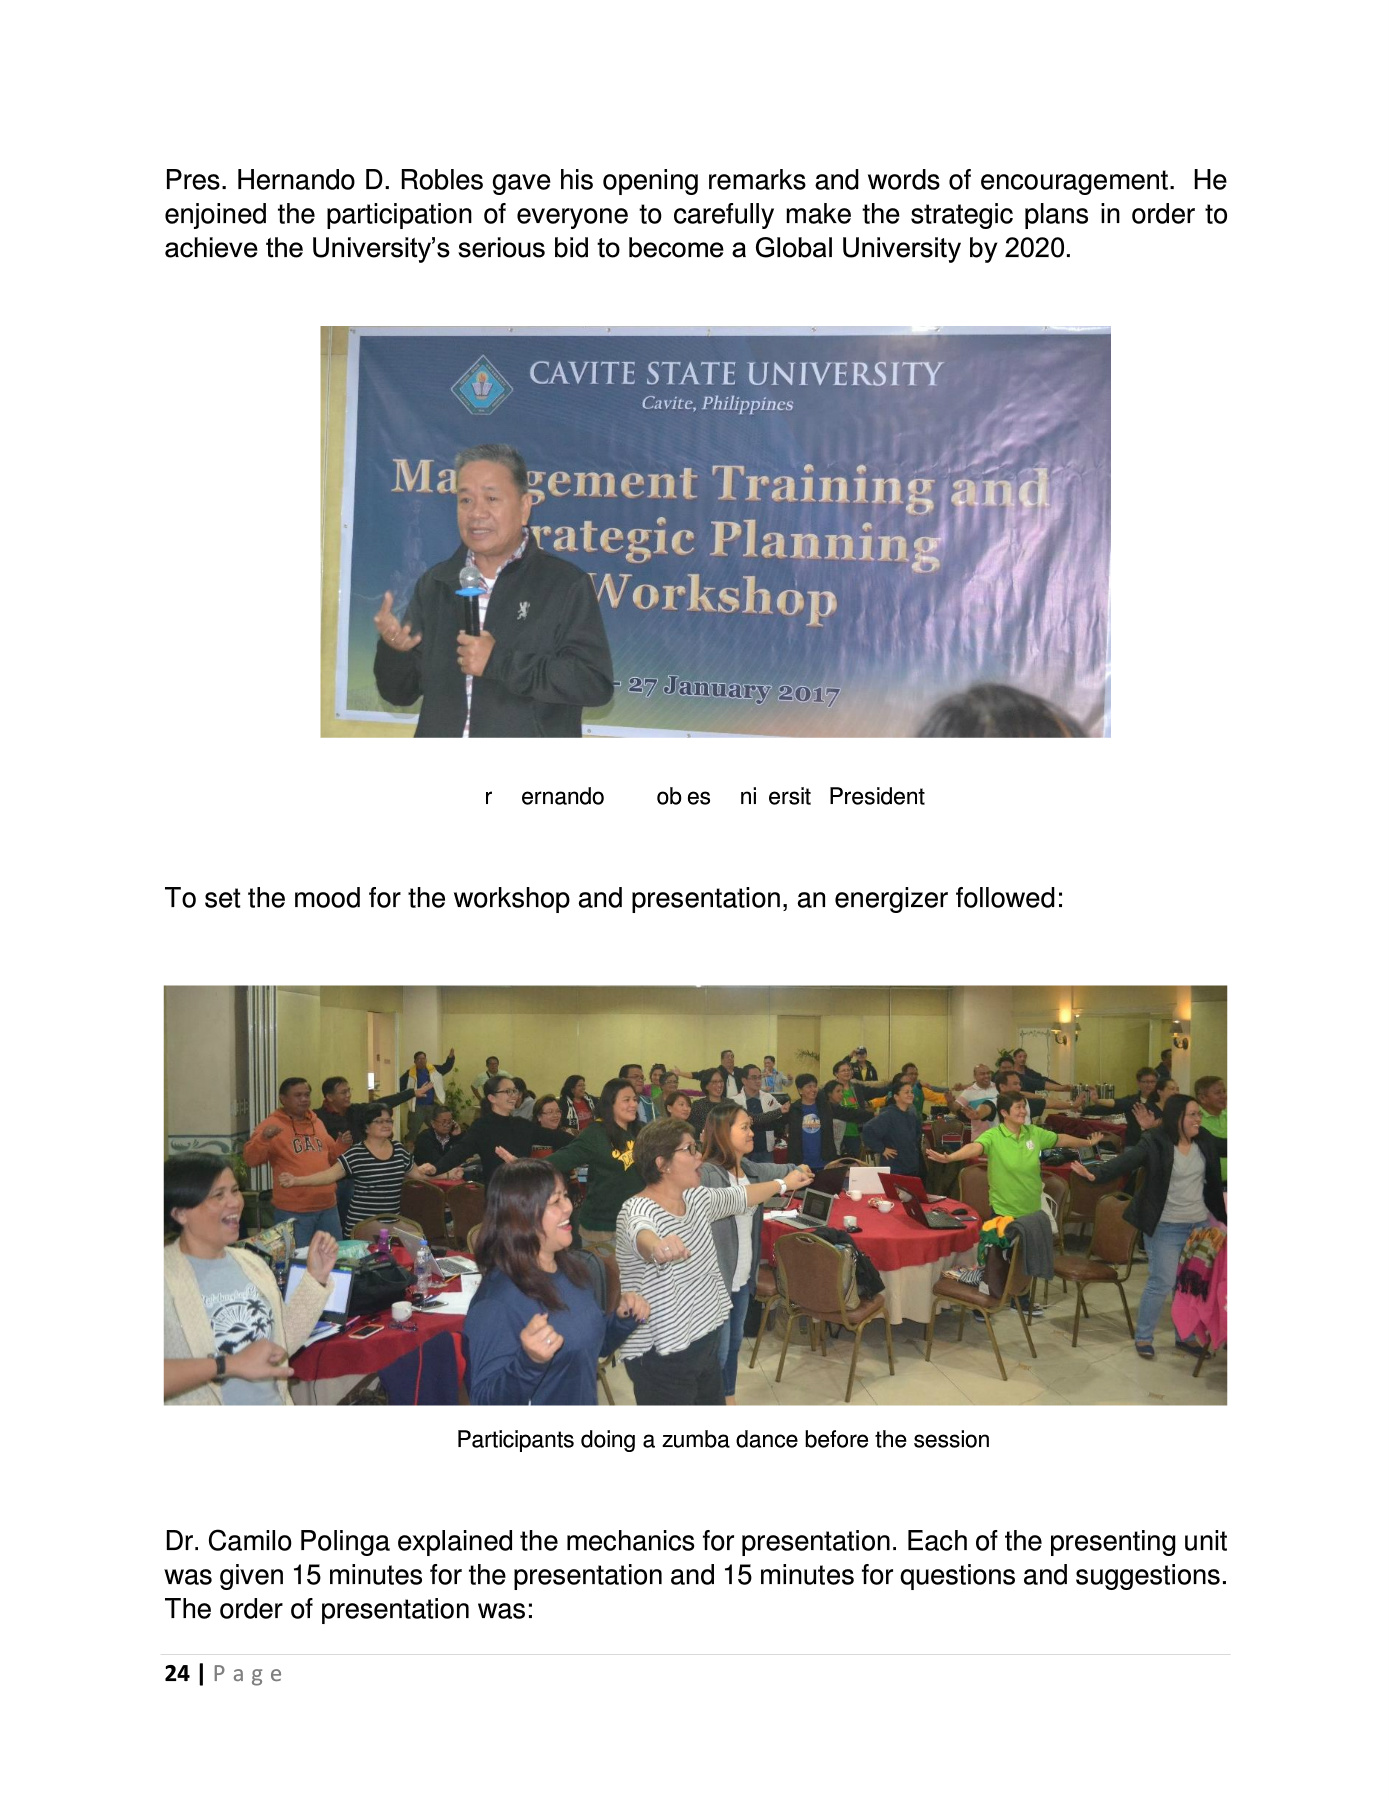 Pres. Hernando D. Robles gave his opening remarks and words of encouragement. He
enjoined the participation of everyone to carefully make the strategic plans in order to
achieve the University’s serious bid to become a Global University by 2020.
CAVITE STATE UNIVERSITY
Cavite, Philippines
Ma gement Training and
rategic Planning
Workshop
- 27 January 2017
r ernando ob es ni ersit President
To set the mood for the workshop and presentation, an energizer followed:
GAP
Participants doing a zumba dance before the session
Dr. Camilo Polinga explained the mechanics for presentation. Each of the presenting unit
was given 15 minutes for the presentation and 15 minutes for questions and suggestions.
The order of presentation was:
24 | P a g e